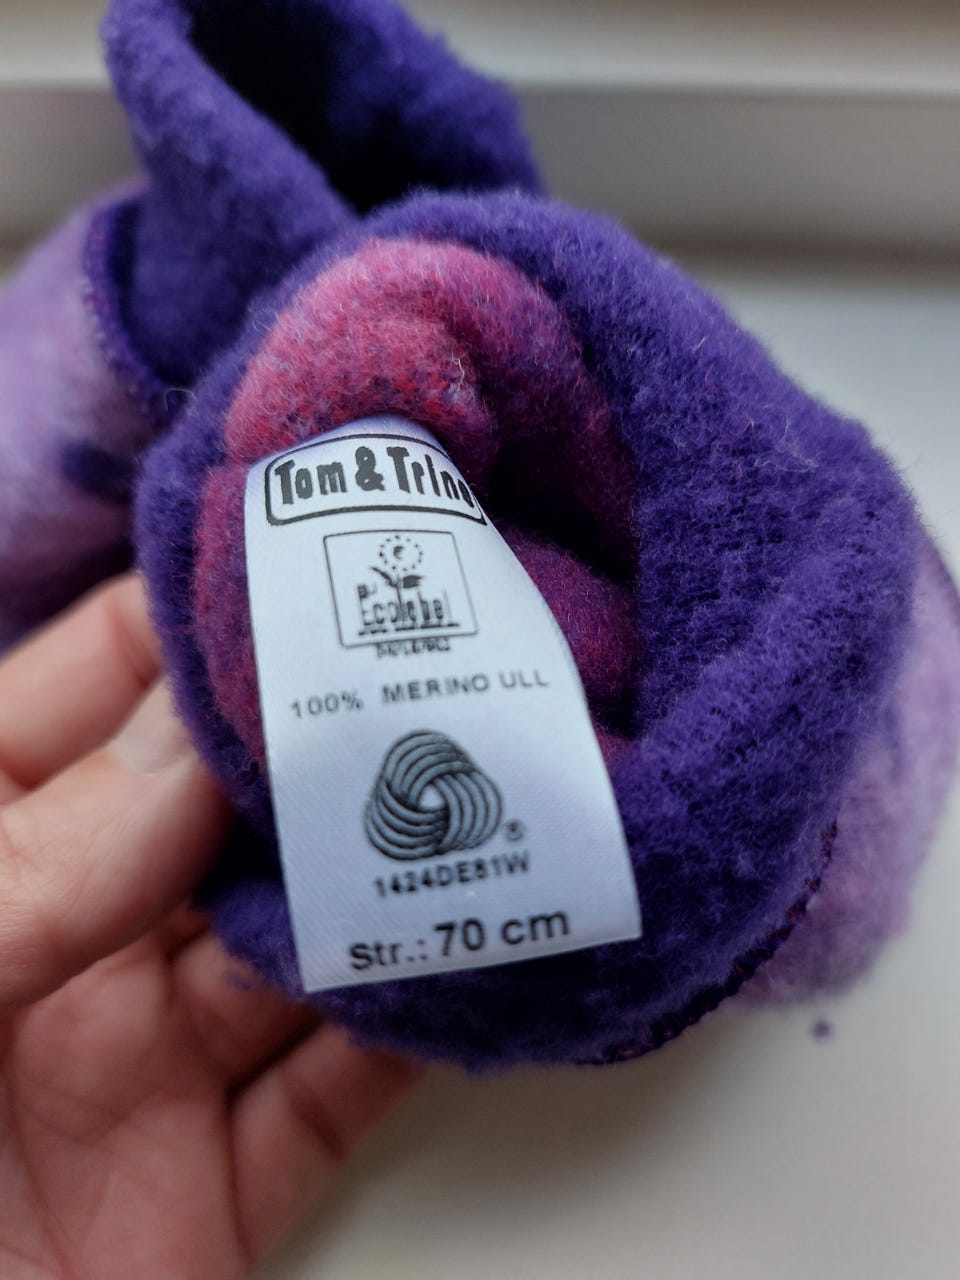 Tom & Trine
Ecolabel
100% MERINO ULL
®
1424DE81W
Str.: 70 cm